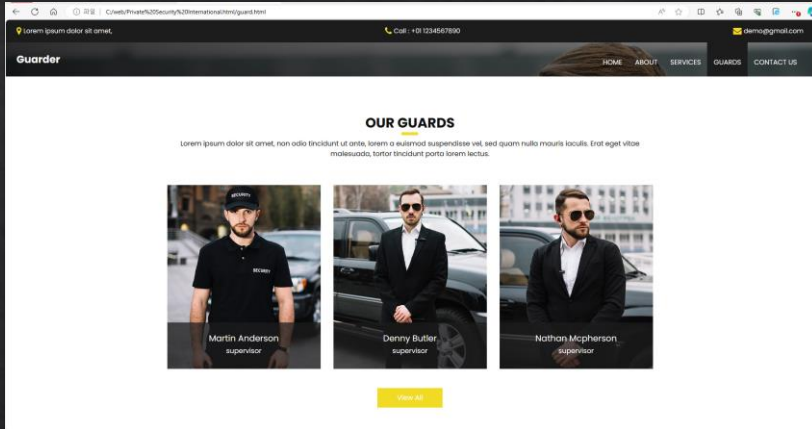 파일 C:/web/Private%20Security%20International/html/guard.html
Lorem ipsum dolor sit amet,
Call : +01 1234567890
demo@gmail.com
Guarder
HOME ABOUT SERVICES GUARDS CONTACT US
OUR GUARDS
Lorem ipsum dolor sit amet, non odio tincidunt ut ante, lorem a euismod suspendisse vel, sed quam nulla mauris iaculis. Erat eget vitae
malesuada, tortor tincidunt porta lorem lectus.
SECURITY
SECURITY
Martin Anderson
supervisor
Denny Butler
supervisor
Nathan Mcpherson
supervisor
View All